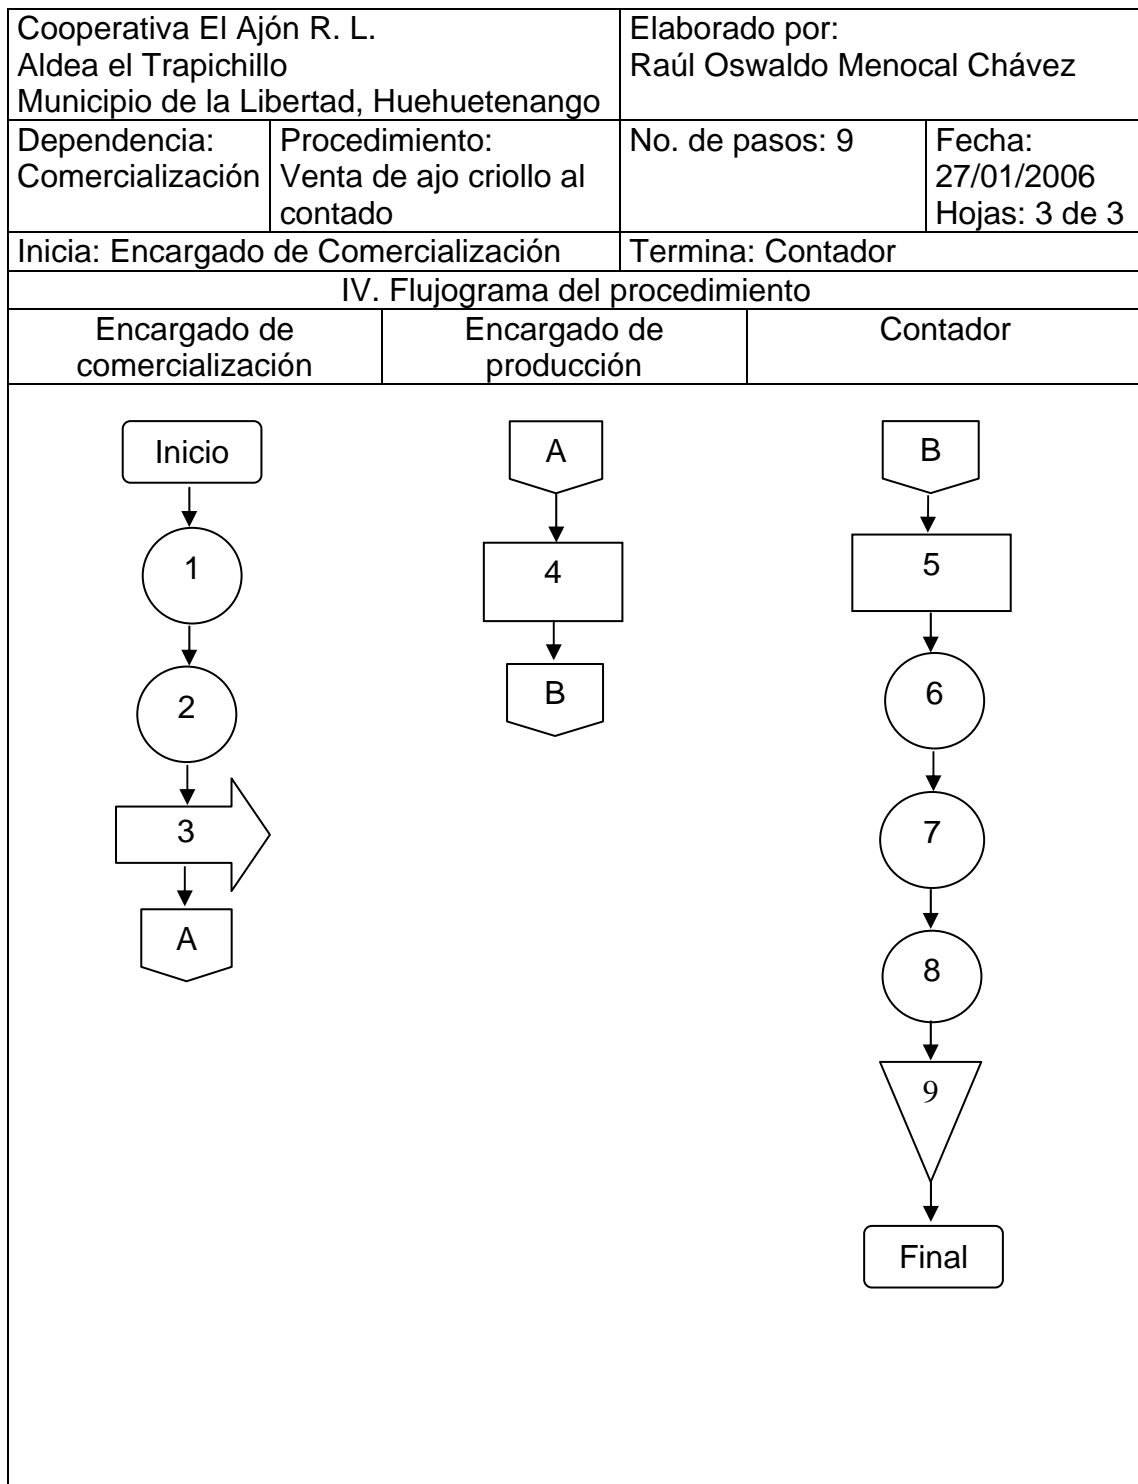 Cooperativa El Ajón R. L.
Aldea el Trapichillo
Municipio de la Libertad, Huehuetenango
Elaborado por:
Raúl Oswaldo Menocal Chávez
Dependencia:
Comercialización
Procedimiento:
Venta de ajo criollo al
contado
No. de pasos: 9
Fecha:
27/01/2006
Hojas: 3 de 3
Inicia: Encargado de Comercialización
Termina: Contador
IV. Flujograma del procedimiento
Encargado de
comercialización
Encargado de
producción
Contador
Inicio
1
2
3
A
A
4
B
B
5
6
7
8
9
Final